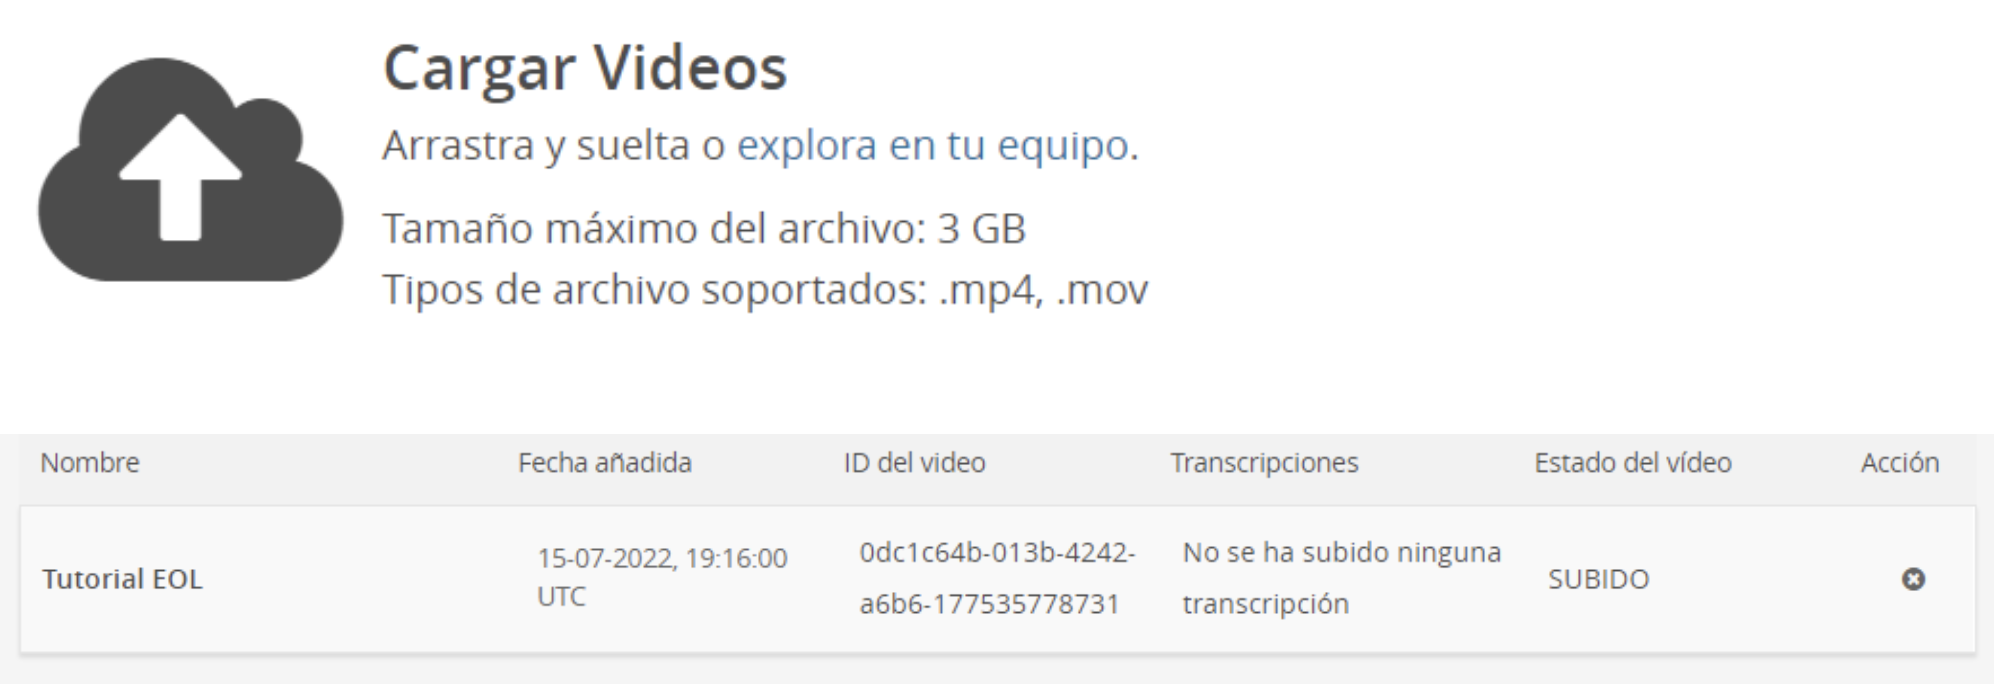 Cargar Videos
Arrastra y suelta o explora en tu equipo.
Tamaño máximo del archivo: 3 GB
Tipos de archivo soportados: .mp4, .mov
Nombre Fecha añadida ID del video Transcripciones Estado del vídeo Acción
Tutorial EOL
15-07-2022, 19:16:00
UTC
0dc1c64b-013b-4242-
a6b6-177535778731
No se ha subido ninguna
transcripción
SUBIDO